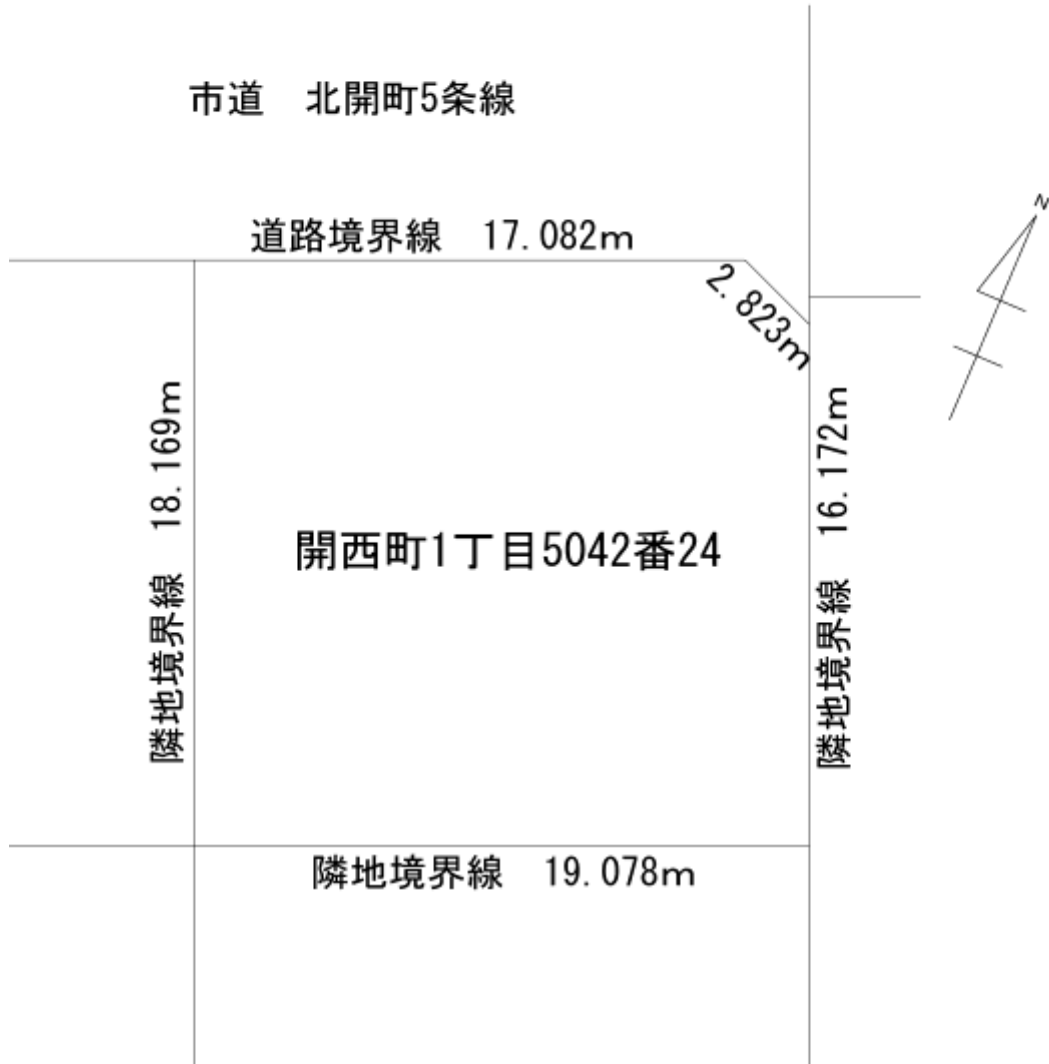 市道　北開町5条線
N
道路境界線　17.082m
2.823m
隣地境界線　18.169m
隣地境界線　16.172m
開西町1丁目5042番24
隣地境界線　19.078m